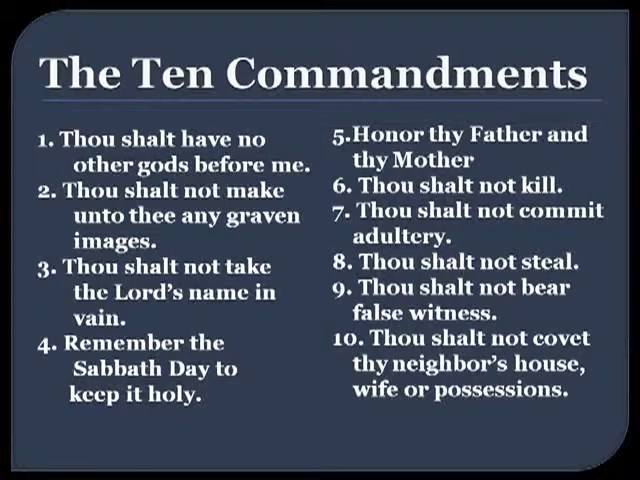 The Ten Commandments
1. Thou shalt have no
other gods before me.
2. Thou shalt not make
unto thee any graven
images.
3. Thou shalt not take
the Lord's name in
vain.
4. Remember the
Sabbath Day to
keep it holy.
5.Honor thy Father and
thy Mother
6. Thou shalt not kill.
7. Thou shalt not commit
adultery.
8. Thou shalt not steal.
9. Thou shalt not bear
false witness.
10. Thou shalt not covet
thy neighbor's house,
wife or possessions.